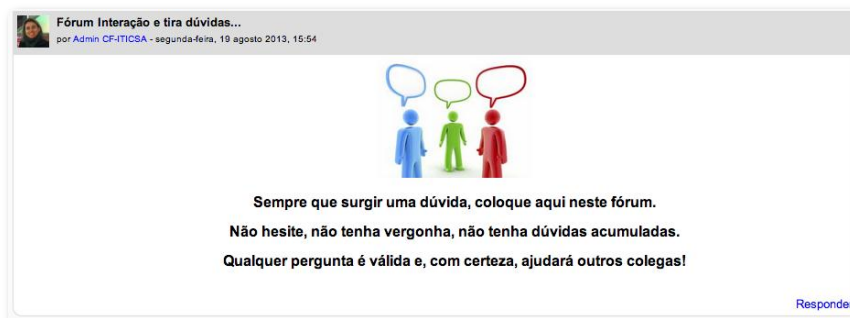 Fórum Interação e tira dúvidas...
por Admin CF-ITICSA - segunda-feira, 19 agosto 2013, 15:54
Sempre que surgir uma dúvida, coloque aqui neste fórum.
Não hesite, não tenha vergonha, não tenha dúvidas acumuladas.
Qualquer pergunta é válida e, com certeza, ajudará outros colegas!
Responder